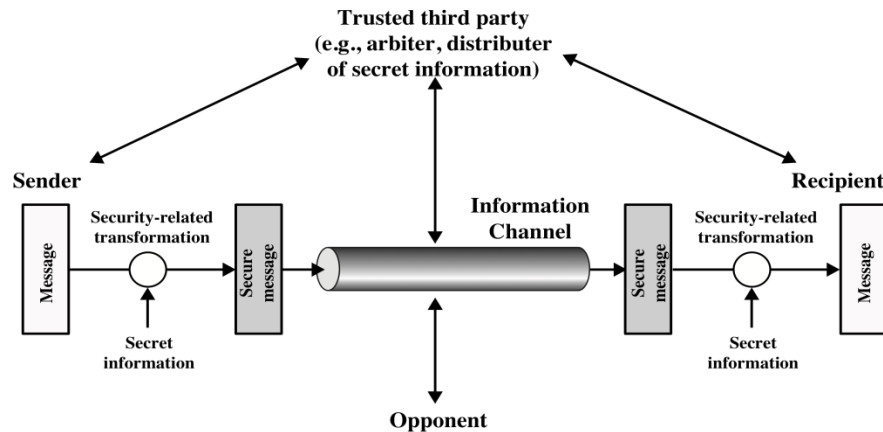 Trusted third party
(e.g., arbiter, distributer
of secret information)
Sender
Recipient
Information
Channel
Security-related
transformation
Security-related
transformation
Message
Secure
message
Secure
message
Message
Secret
information
Secret
information
Opponent